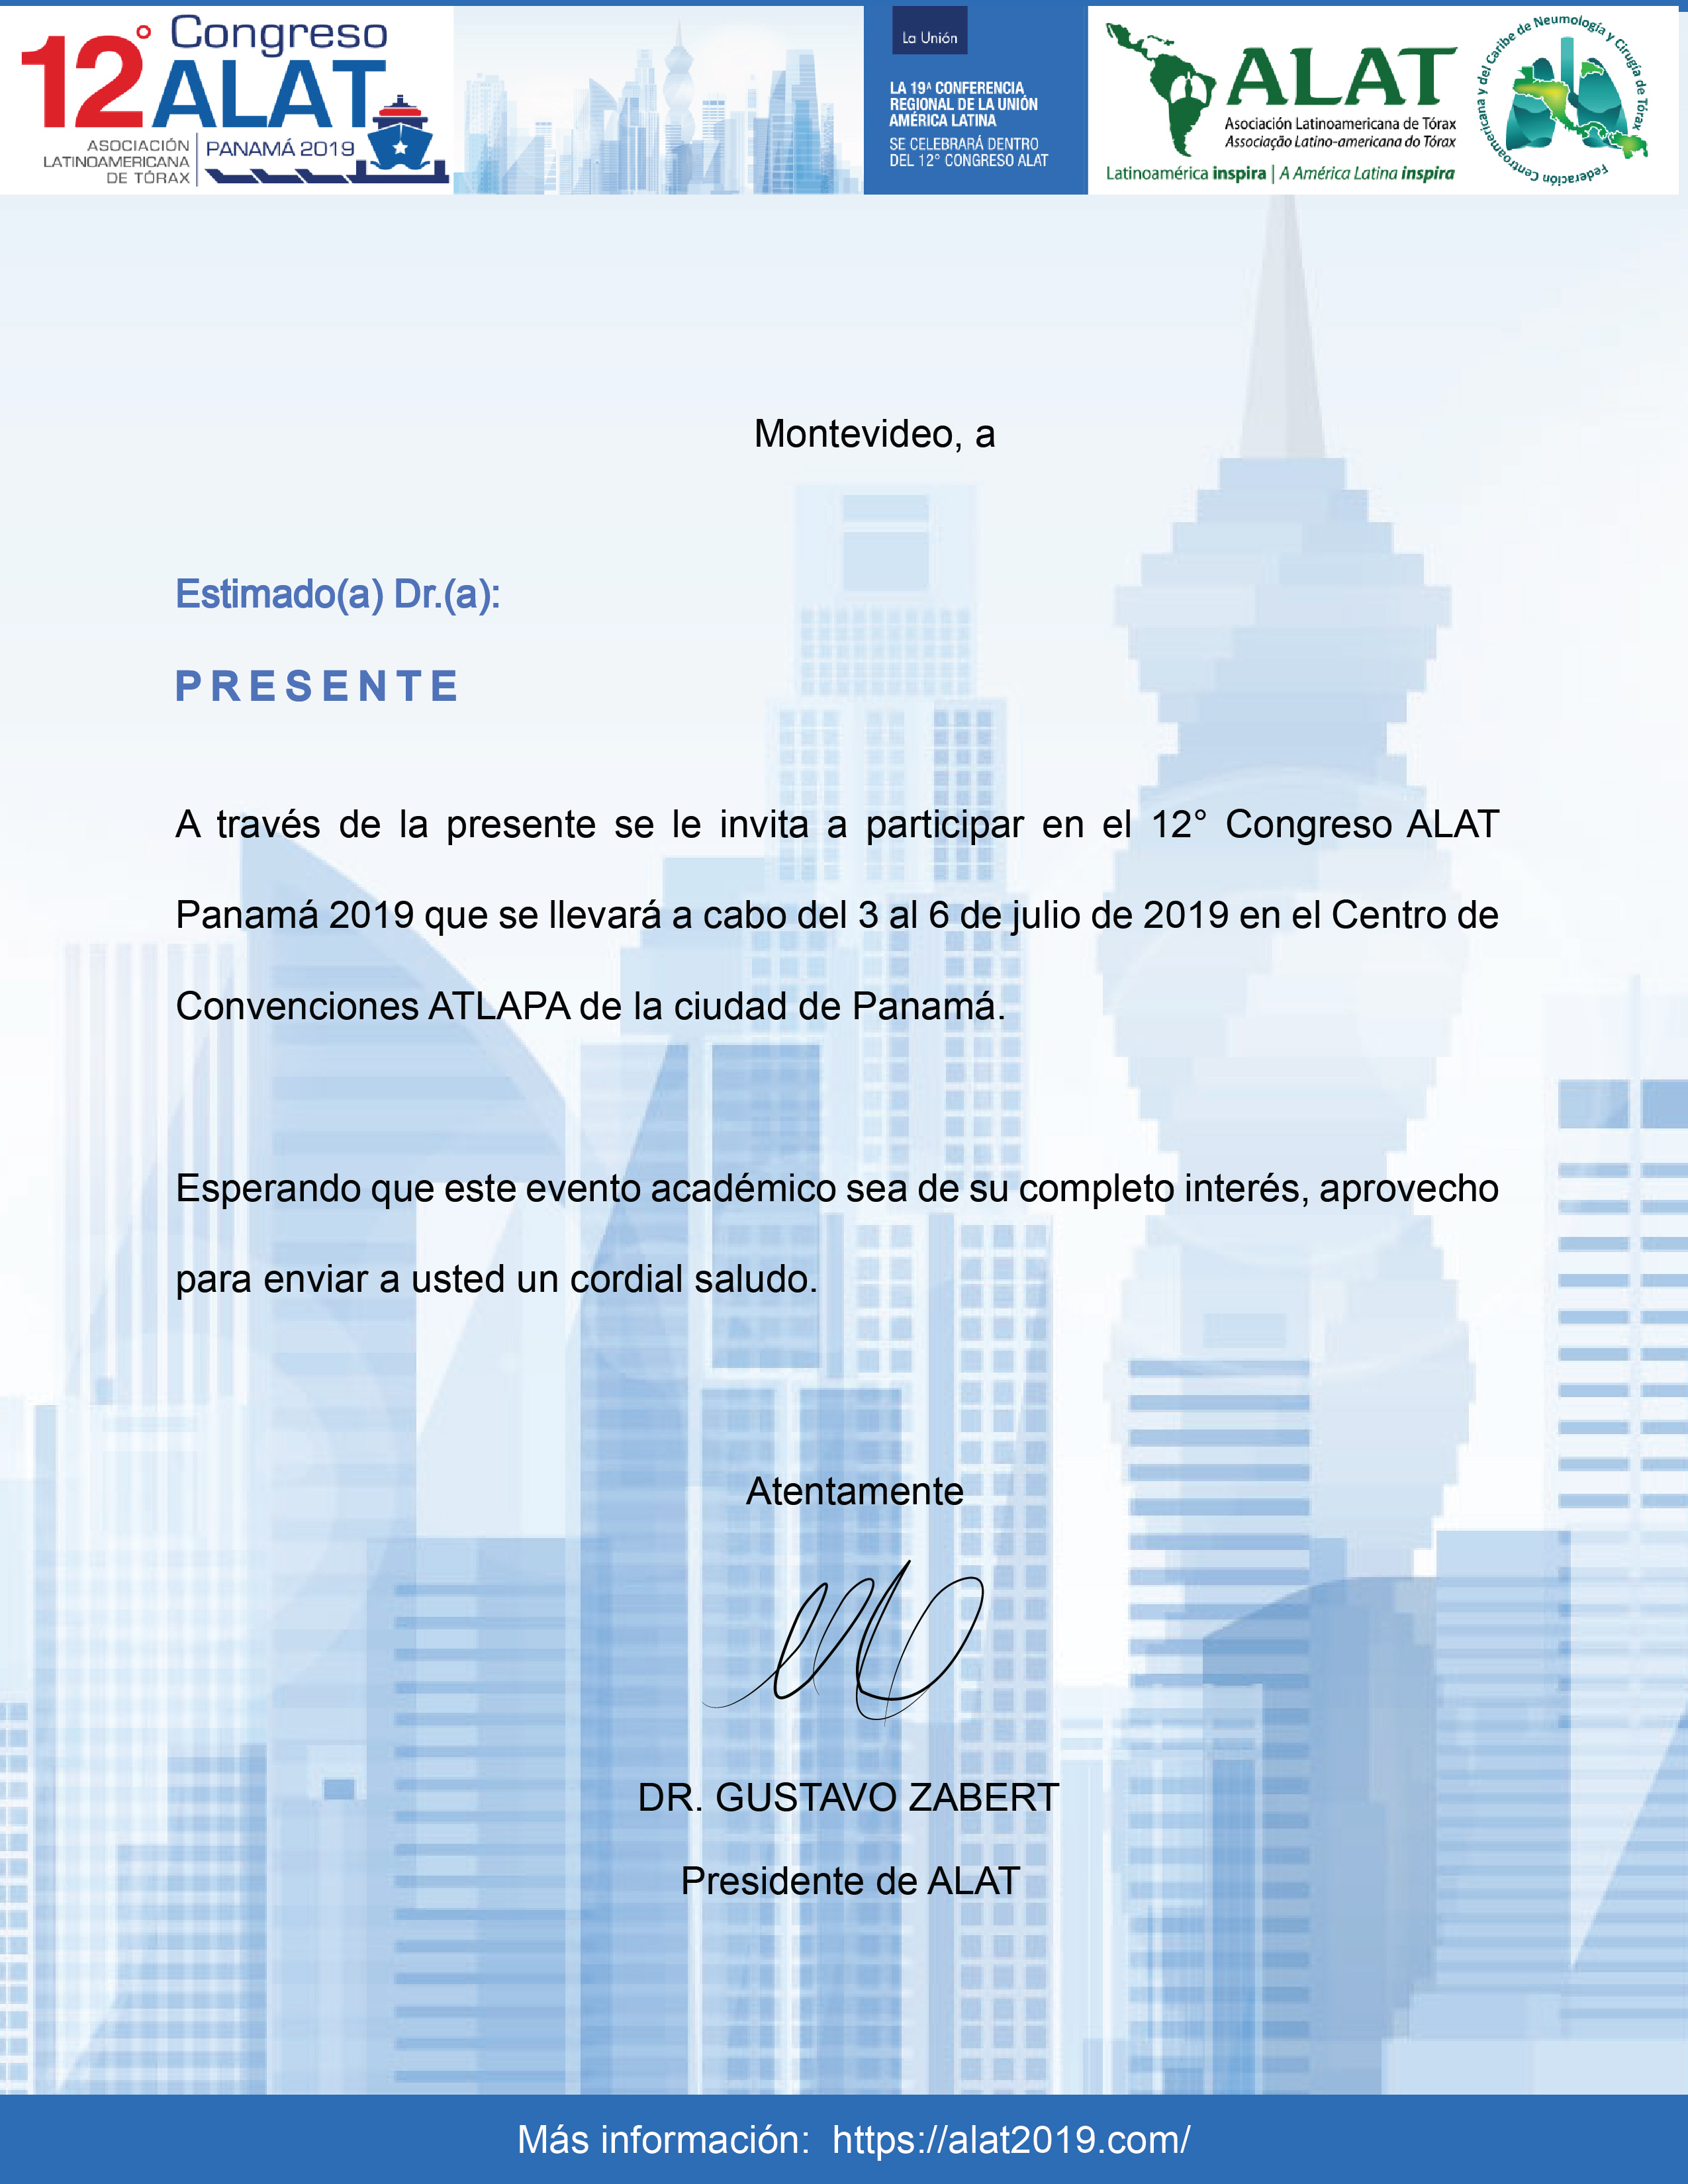 12° Congreso
ALAT
ASOCIACIÓN
LATINOAMERICANA
DE TÓRAX
PANAMÁ 2019
La Unión
LA 19ª CONFERENCIA
REGIONAL DE LA UNIÓN
AMÉRICA LATINA
SE CELEBRARÁ DENTRO
DEL 12° CONGRESO ALAT
ALAT
Asociación Latinoamericana de Tórax
Associação Latino-americana do Tórax
Latinoamérica inspira | A América Latina inspira
Federación Centroamericana y del Caribe de Neumología y Cirugía de Tórax
Montevideo, a
Estimado(a) Dr.(a):
PRESENTE
A través de la presente se le invita a participar en el 12° Congreso ALAT
Panamá 2019 que se llevará a cabo del 3 al 6 de julio de 2019 en el Centro de
Convenciones ATLAPA de la ciudad de Panamá.
Esperando que este evento académico sea de su completo interés, aprovecho
para enviar a usted un cordial saludo.
Atentamente
DR. GUSTAVO ZABERT
Presidente de ALAT
Más información: https://alat2019.com/